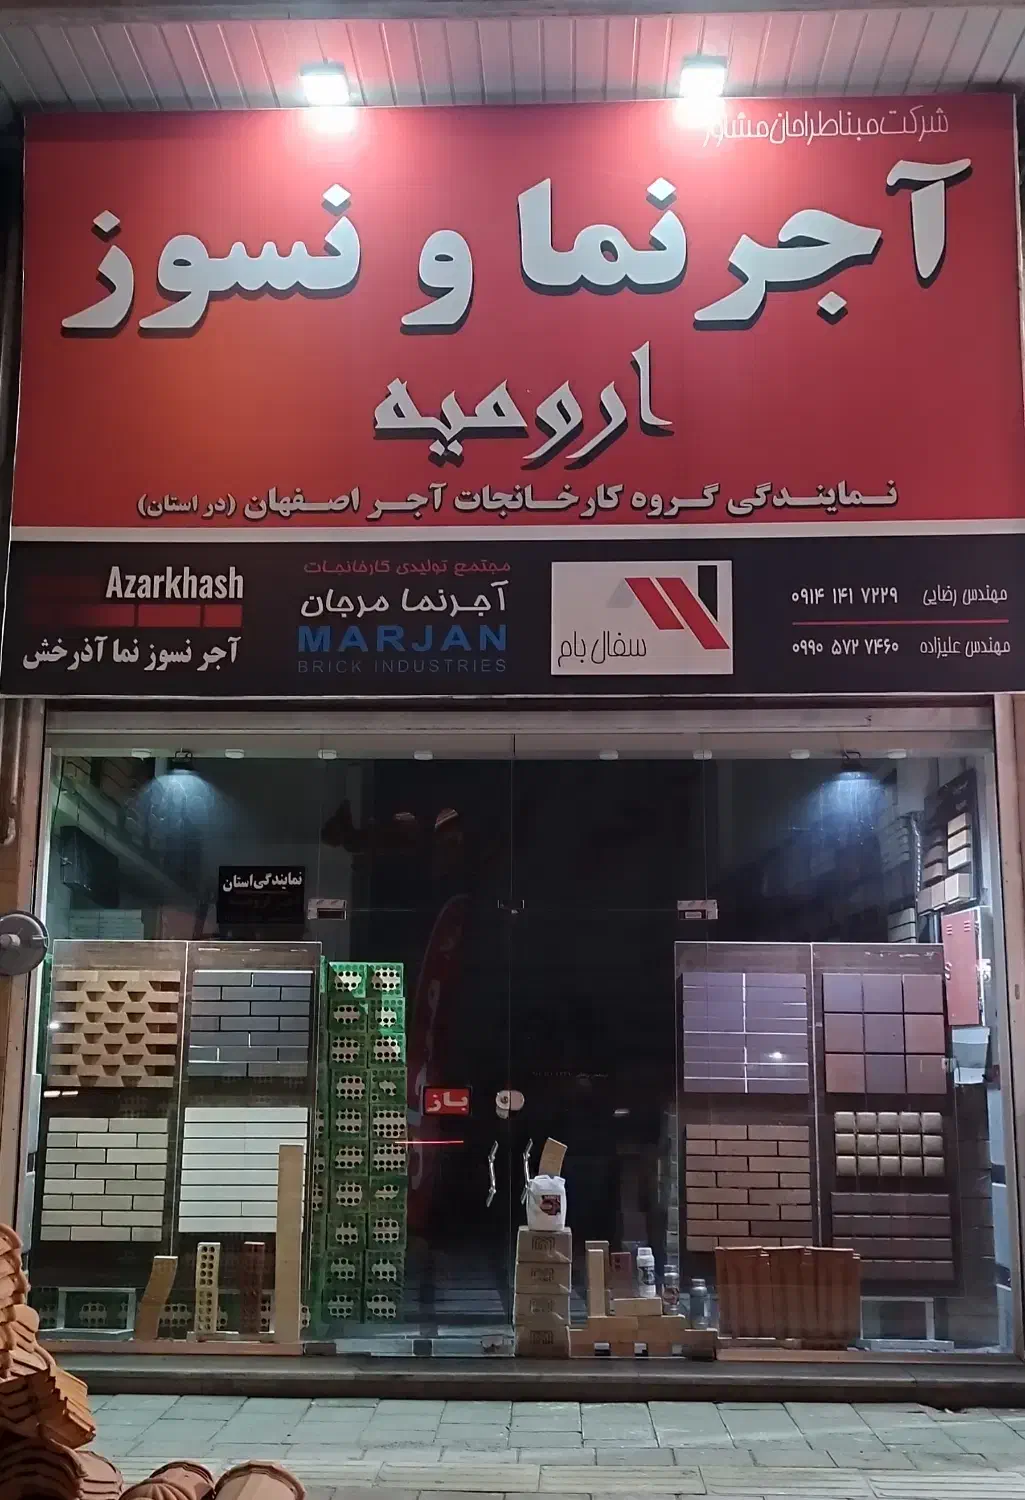 شرکت مبنا طراحان مشاور
آجر نما و نسوز
ارومیه
نمایندگی گروه کارخانجات آجر اصفهان (در استان)
مهندس رضایی ۰۹۱۴ ۱۴۱ ۷۲۲۹
مهندس علیزاده ۰۹۹۰ ۵۷۲ ۷۴۶۰
سفال بام
مجتمع تولیدی کارخانجات
آجرنما مرجان
MARJAN
BRICK INDUSTRIES
Azarkhash
آجر نسوز نما آذرخش
نمایندگی استان
باز